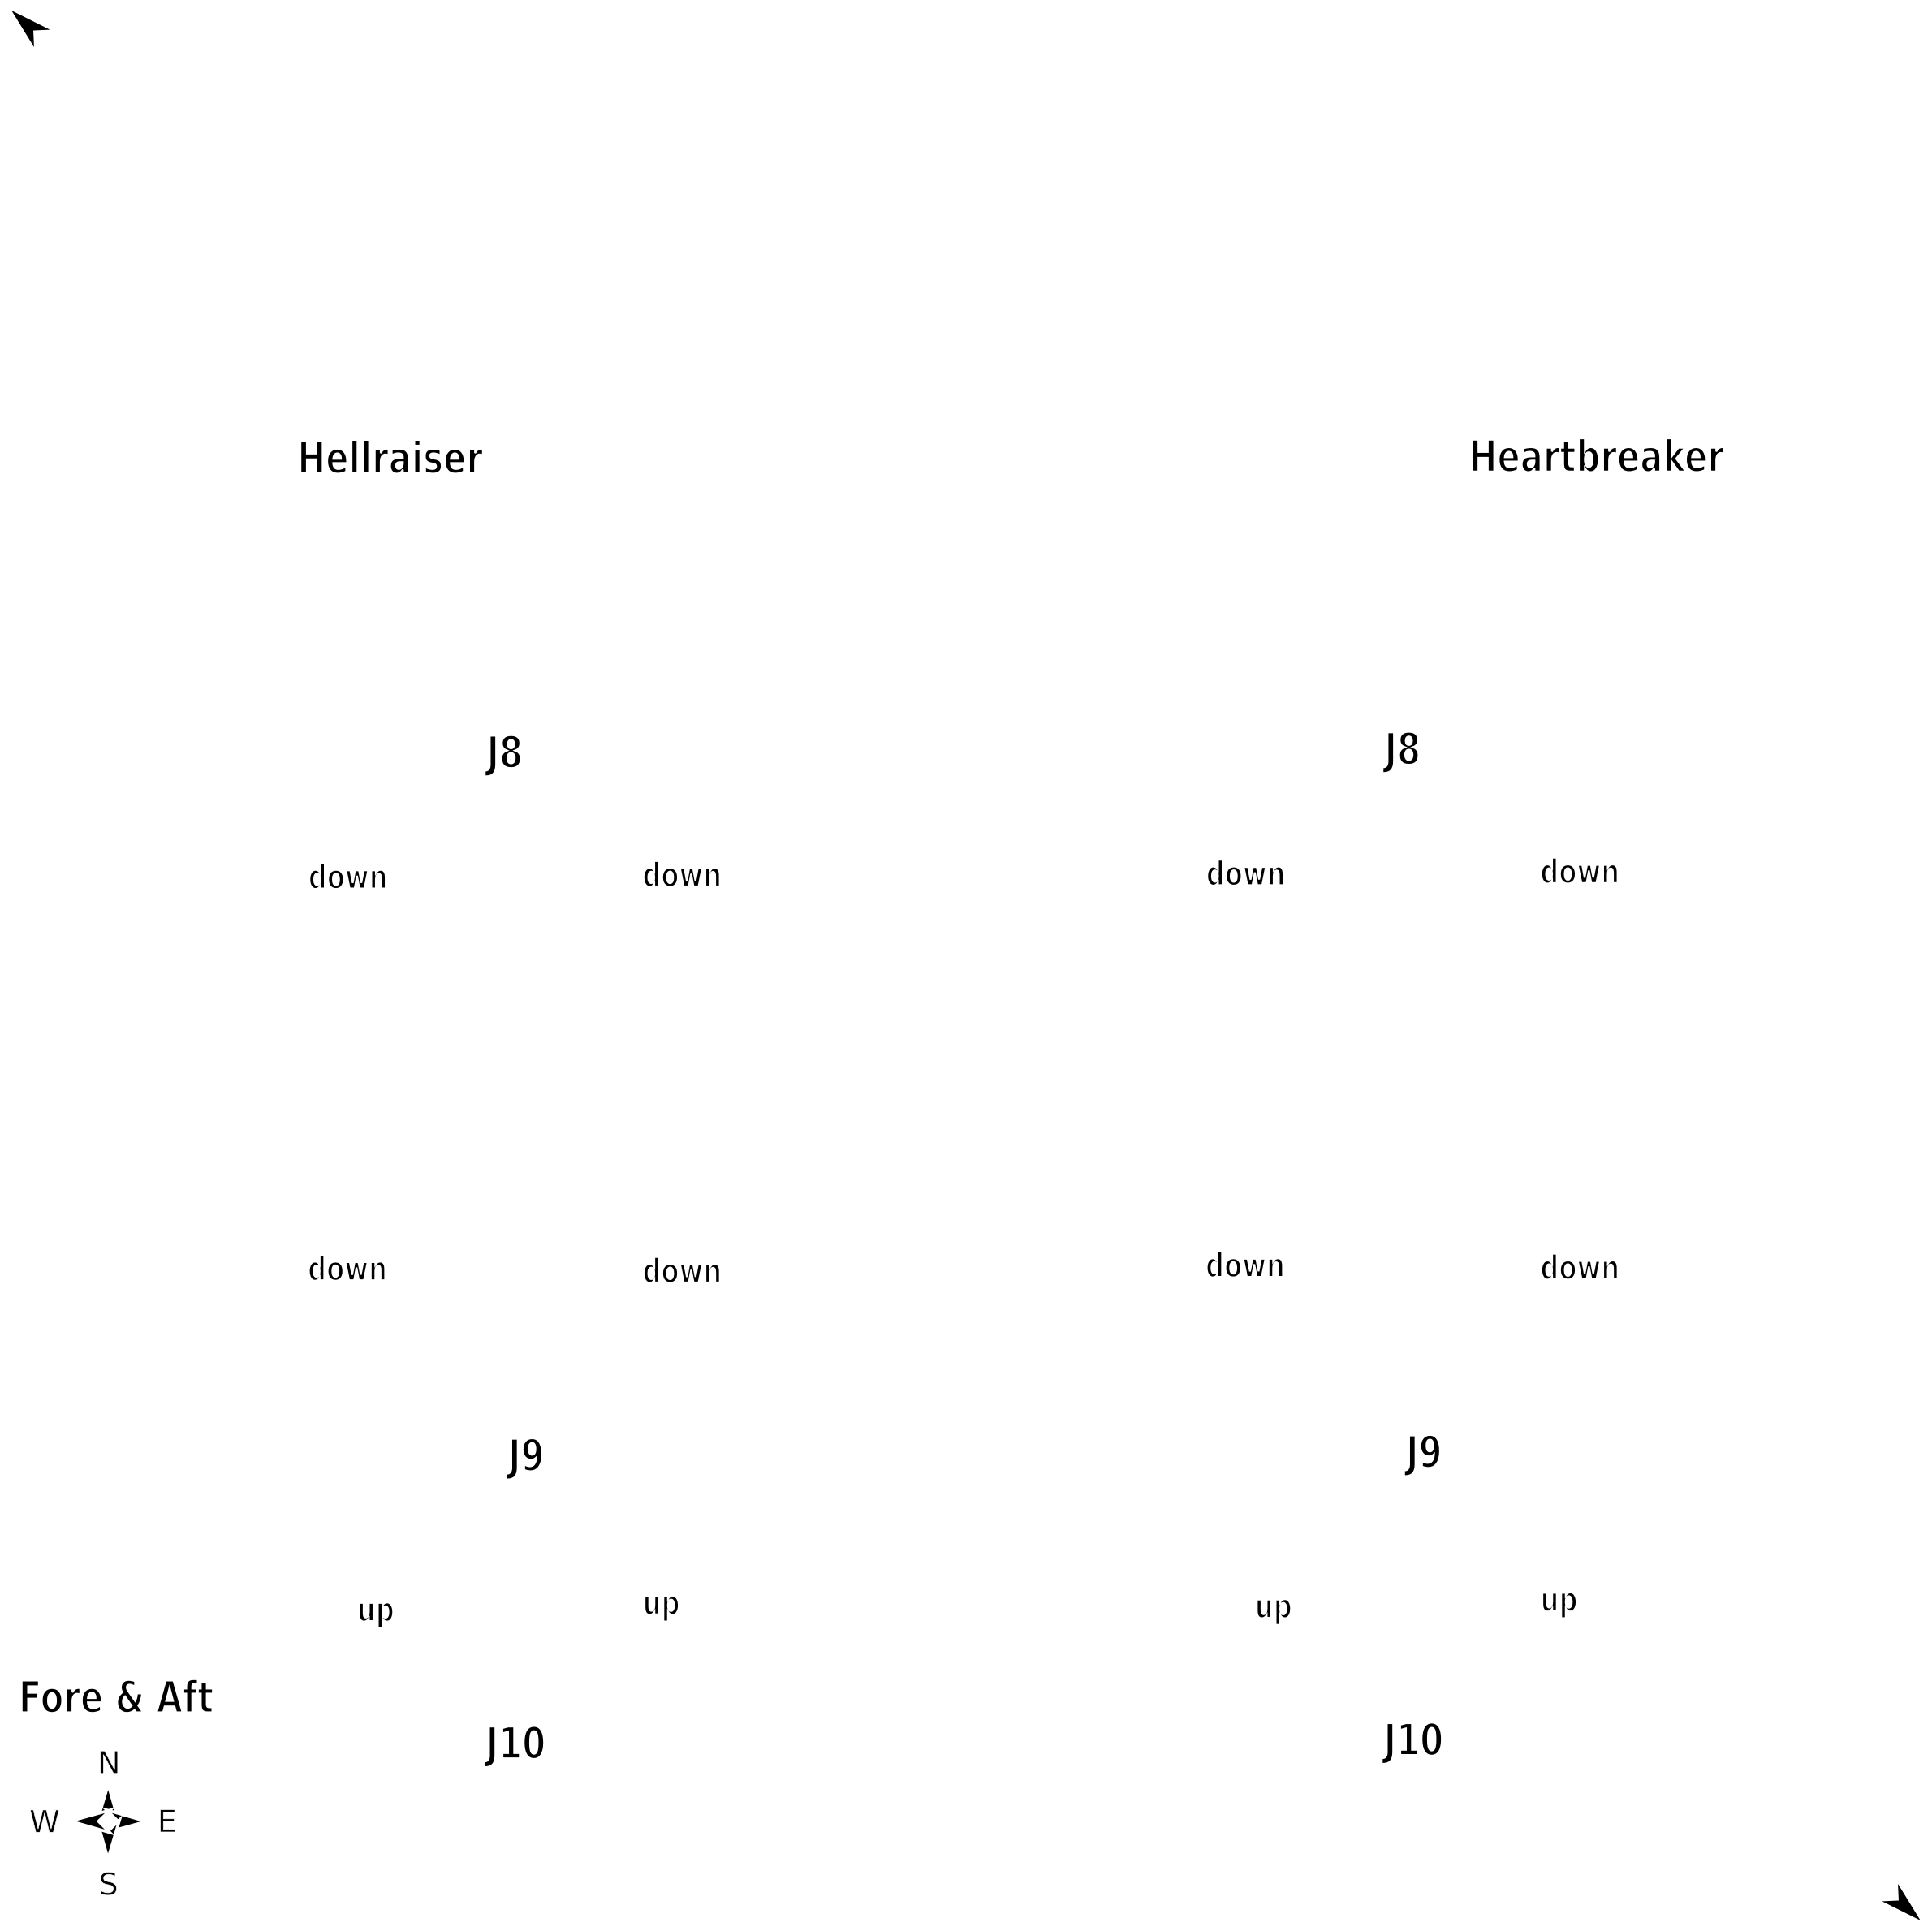 Hellraiser
Heartbreaker
J8
J8
down
down
down
down
down
down
down
down
J9
J9
up
up
up
up
Fore & Aft
J10
J10
N
W E
S